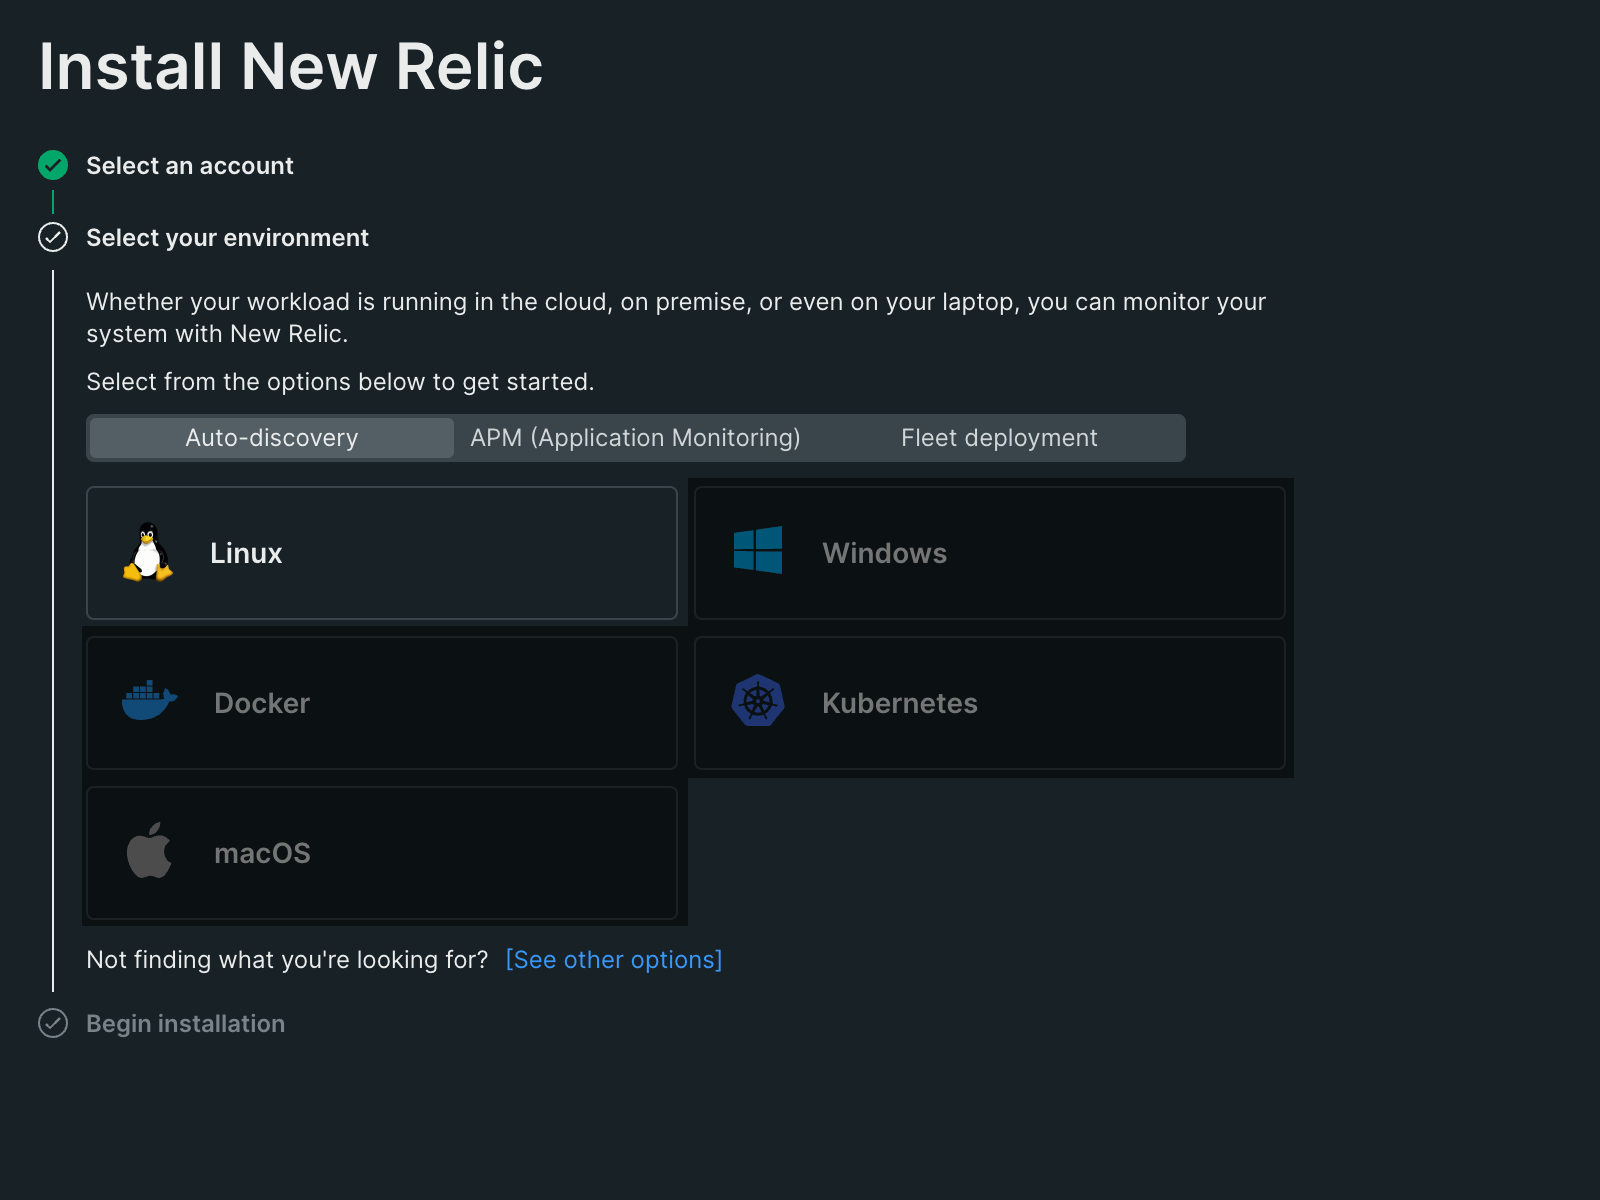 Install New Relic
Select an account
Select your environment
Whether your workload is running in the cloud, on premise, or even on your laptop, you can monitor your
system with New Relic.
Select from the options below to get started.
Auto-discovery APM (Application Monitoring) Fleet deployment
Linux Windows
Docker Kubernetes
macOS
Not finding what you're looking for? [See other options]
Begin installation